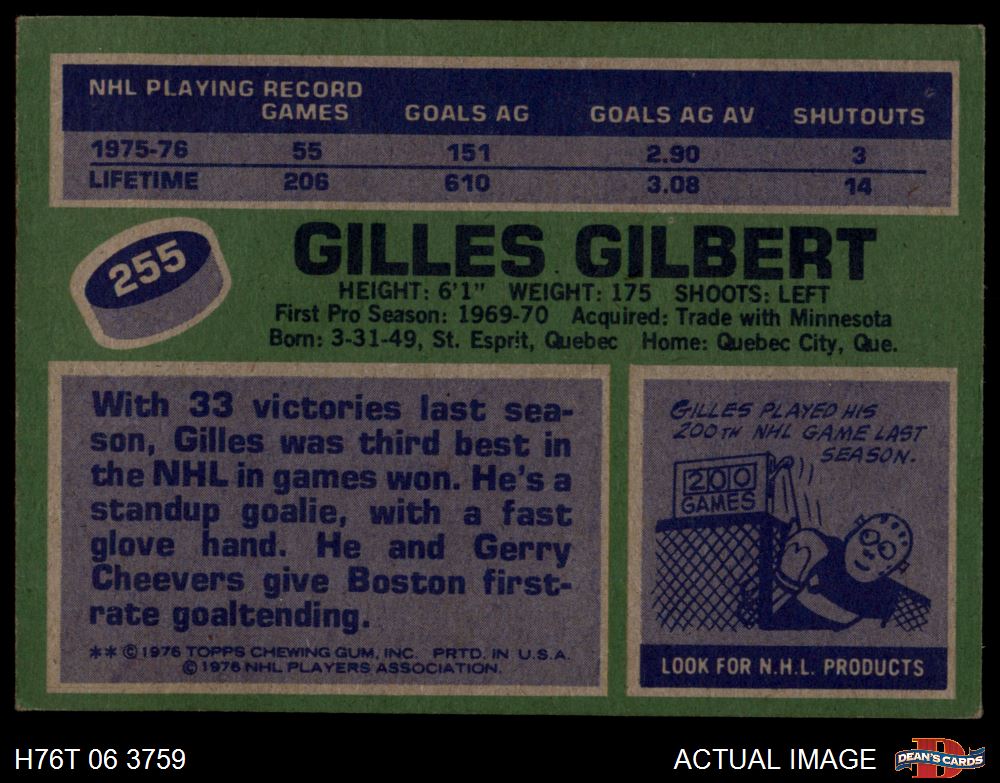 NHL PLAYING RECORD
GAMES GOALS AG GOALS AG AV SHUTOUTS
1975-76 55 151 2.90 3
LIFETIME 206 610 3.08 14
255
GILLES GILBERT
HEIGHT: 6'1" WEIGHT: 175 SHOOTS: LEFT
First Pro Season: 1969-70 Acquired: Trade with Minnesota
Born: 3-31-49, St. Esprit, Quebec Home: Quebec City, Que.
With 33 victories last sea-
son, Gilles was third best in
the NHL in games won. He's a
standup goalie, with a fast
glove hand. He and Gerry
Cheevers give Boston first-
rate goaltending.
** © 1976 TOPPS CHEWING GUM, INC. PRTD. IN U.S.A.
© 1976 NHL PLAYERS ASSOCIATION.
GILLES PLAYED HIS
200TH NHL GAME LAST
SEASON.
200
GAMES
LOOK FOR N.H.L. PRODUCTS
H76T 06 3759
ACTUAL IMAGE
D
DEAN'S CARDS